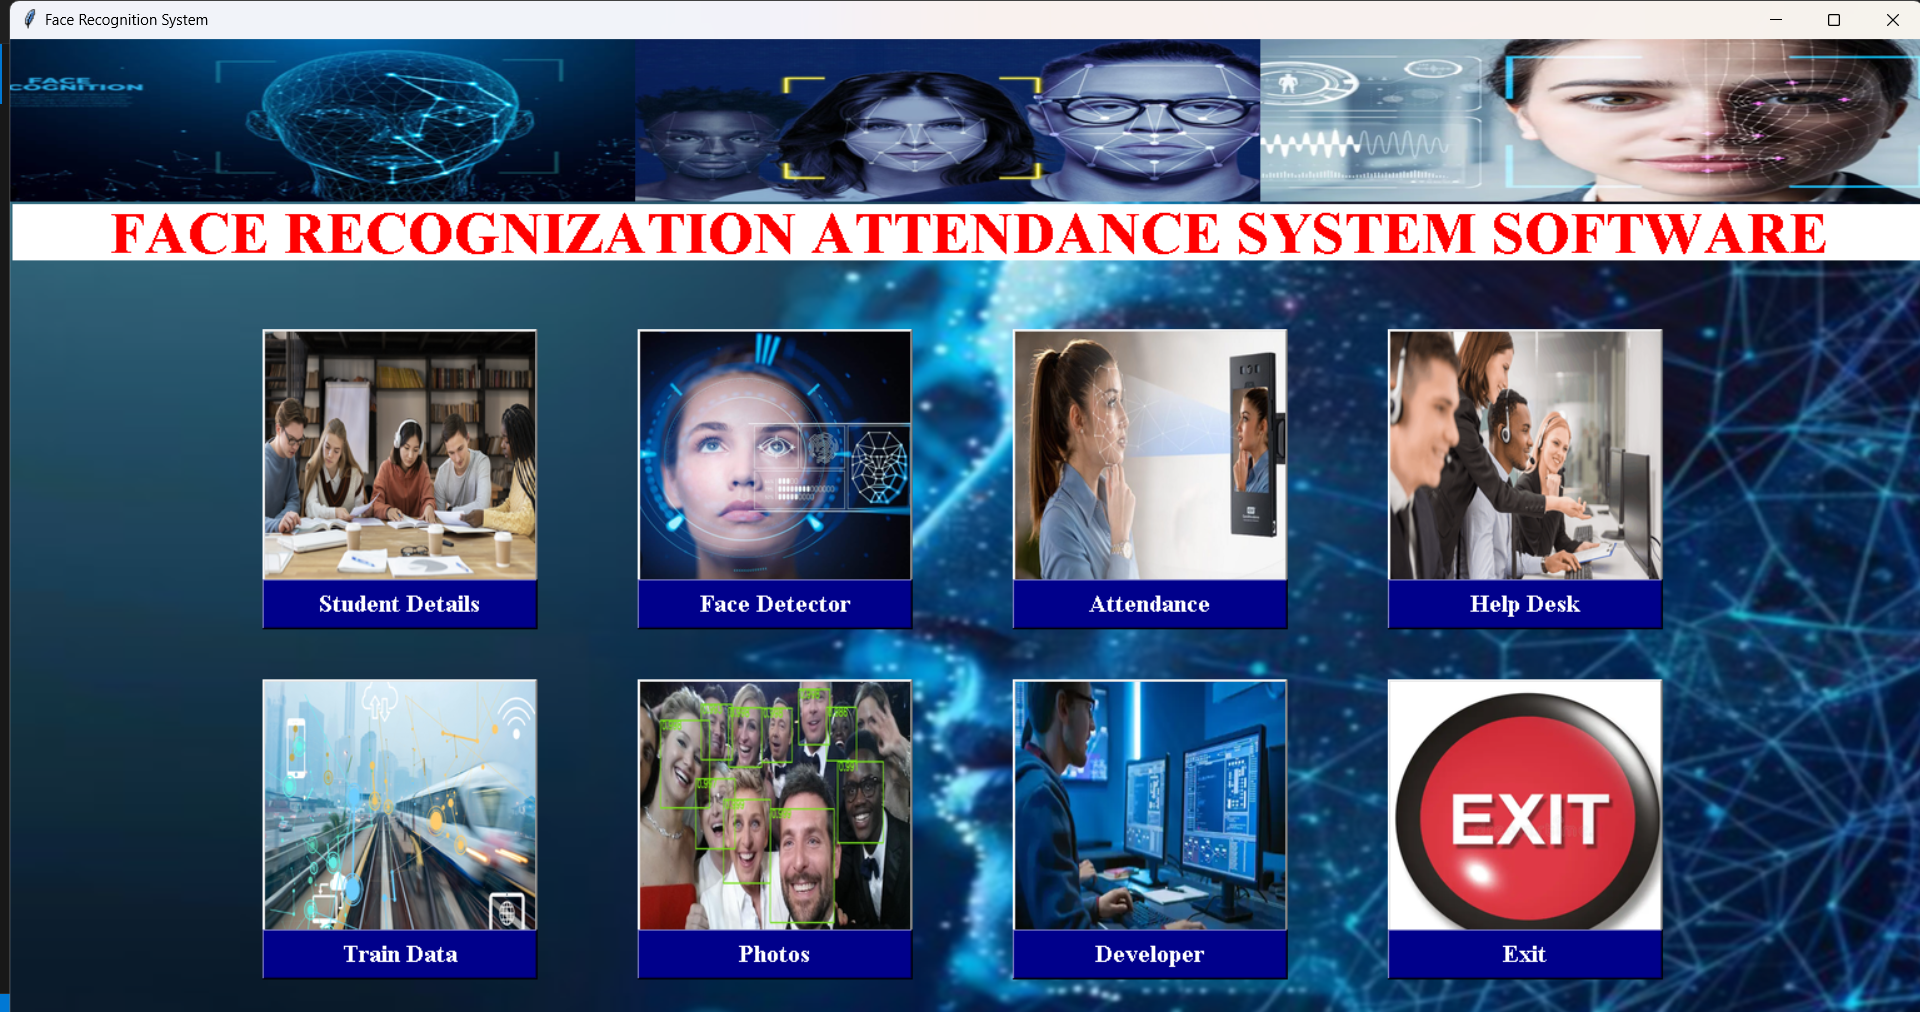 Face Recognition System
FACE
COGNITION
FACE RECOGNIZATION ATTENDANCE SYSTEM SOFTWARE
Student Details
Face Detector
Attendance
Help Desk
EXIT
Train Data
Photos
Developer
Exit